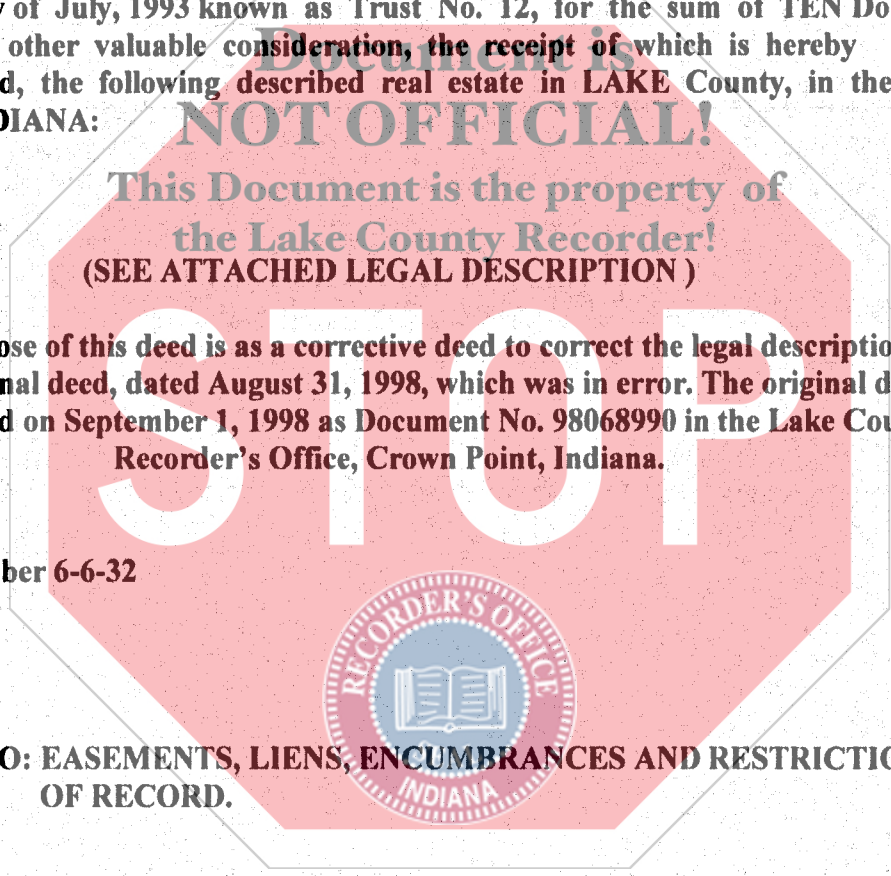 y of July, 1993 known as Trust No. 12, for the sum of TEN Do
other valuable consideration, the receipt of which is hereby
d, the following described real estate in LAKE County, in the
DIANA:
Document is
NOT OFFICIAL!
This Document is the property of
the Lake County Recorder!
(SEE ATTACHED LEGAL DESCRIPTION )
STOP
ose of this deed is as a corrective deed to correct the legal descriptio
nal deed, dated August 31, 1998, which was in error. The original d
d on September 1, 1998 as Document No. 98068990 in the Lake Cou
Recorder's Office, Crown Point, Indiana.
ber 6-6-32
RECORDER'S OFFICE
INDIANA
O: EASEMENTS, LIENS, ENCUMBRANCES AND RESTRICTIO
OF RECORD.